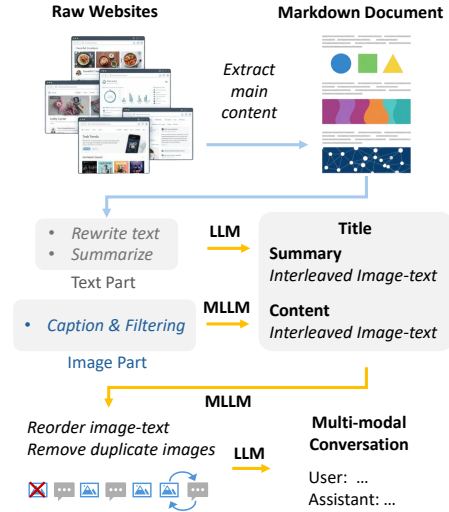 Raw Websites
Markdown Document
Extract
main
content
• Rewrite text
• Summarize
Text Part
LLM
Title
Summary
Interleaved Image-text
Content
Interleaved Image-text
• Caption & Filtering
Image Part
MLLM
MLLM
Reorder image-text
Remove duplicate images
LLM
Multi-modal
Conversation
User: ...
Assistant: ...